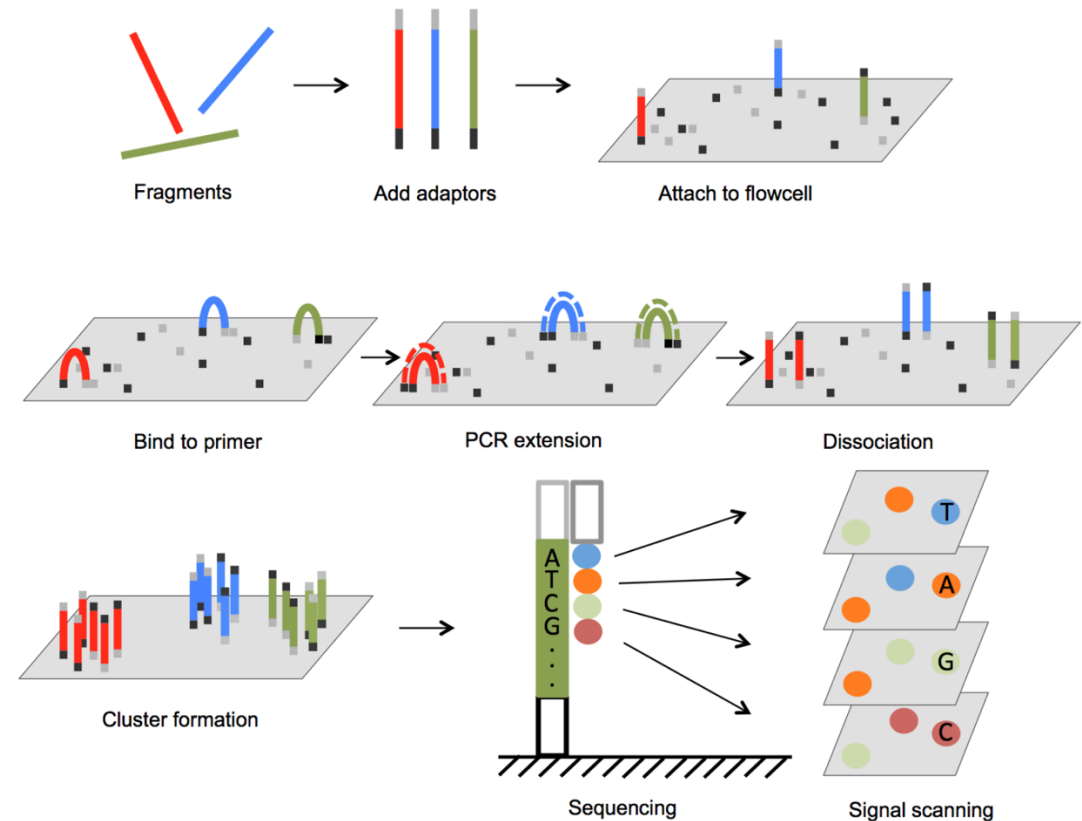 Fragments
Add adaptors
Attach to flowcell
Bind to primer
PCR extension
Dissociation
Cluster formation
A
T
C
G
.
.
.
Sequencing
T
A
G
C
Signal scanning